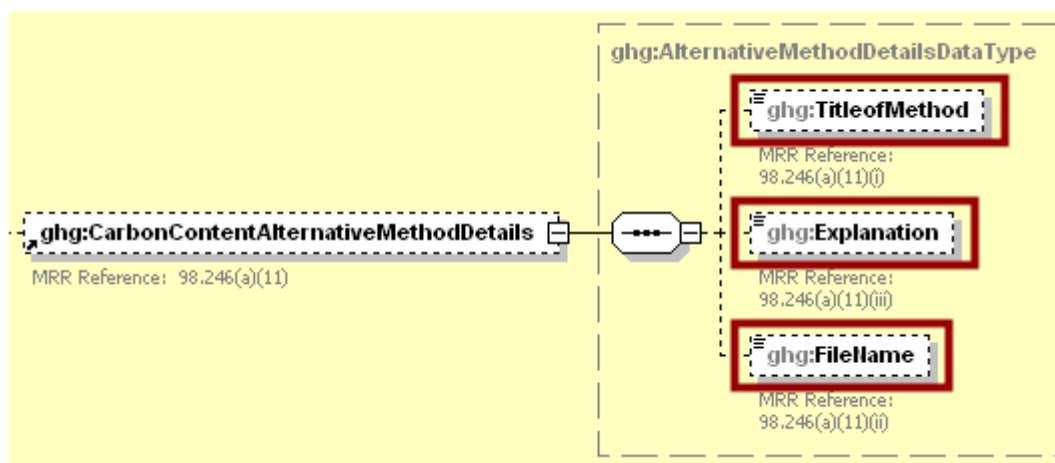 ghg:AlternativeMethodDetailsDataType
ghg:TitleofMethod
MRR Reference:
98.246(a)(11)(i)
ghg:CarbonContentAlternativeMethodDetails
MRR Reference: 98.246(a)(11)
ghg:Explanation
MRR Reference:
98.246(a)(11)(iii)
ghg:FileName
MRR Reference:
98.246(a)(11)(ii)